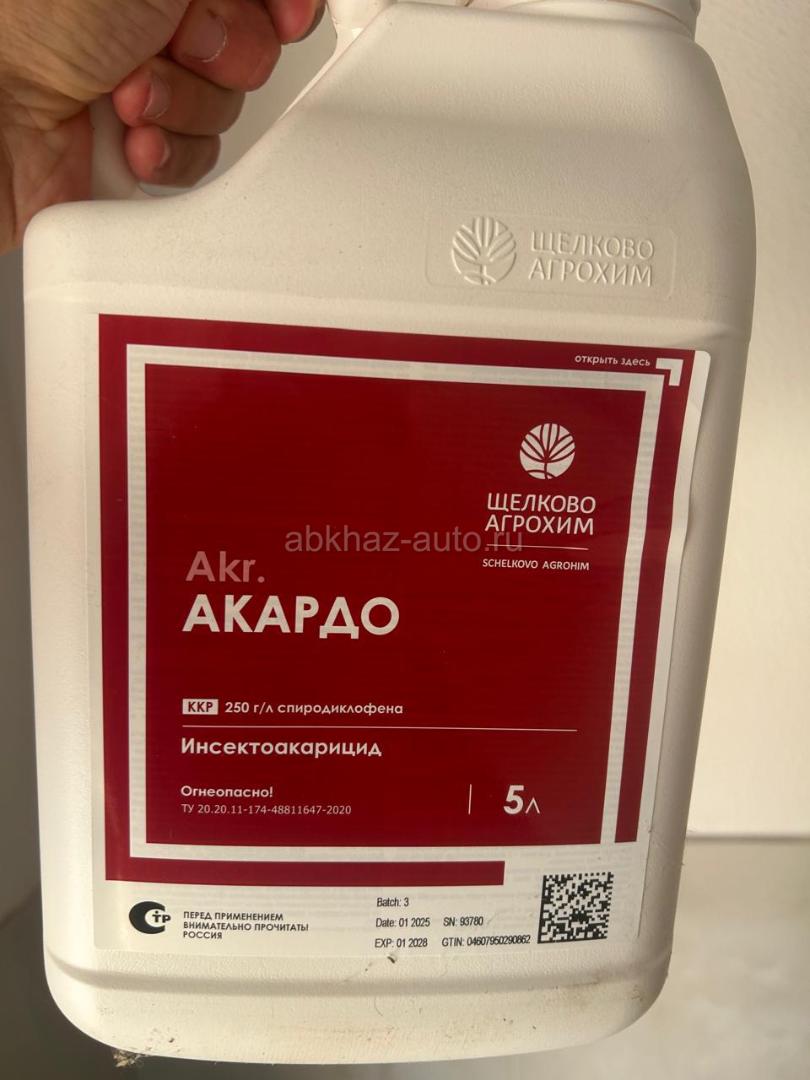 ЩЕЛКОВО
АГРОХИМ
открыть здесь
ЩЕЛКОВО
АГРОХИМ
SCHELKOVO AGROHIM
abkhaz-auto.ru
Akr.
АКАРДО
ККР 250 г/л спиродиклофена
Инсектоакарицид
Огнеопасно!
ТУ 20.20.11-174-48811647-2020
5л
СТР
ПЕРЕД ПРИМЕНЕНИЕМ
ВНИМАТЕЛЬНО ПРОЧИТАТЬ!
РОССИЯ
Batch: 3
Date: 01 2025 SN: 93780
EXP: 01 2028 GTIN: 04607950290862